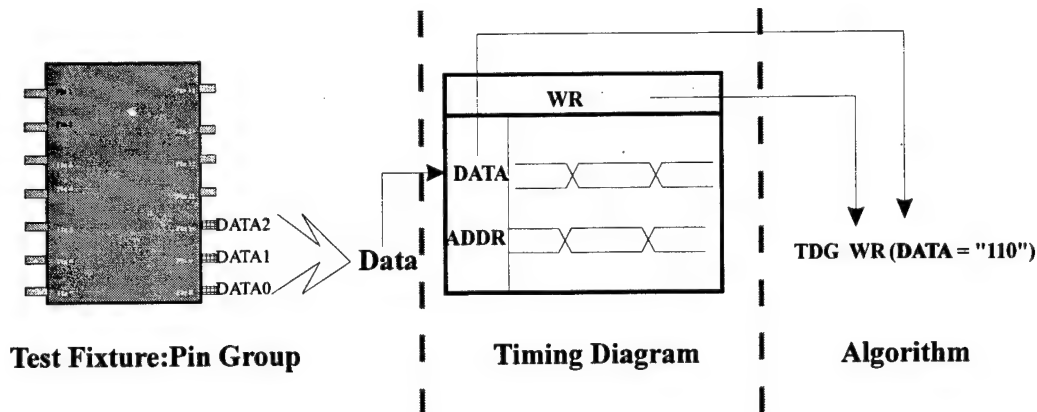 DATA2
DATA1
DATA0
Data
Test Fixture:Pin Group
WR
DATA
ADDR
Timing Diagram
TDG WR (DATA = "110")
Algorithm